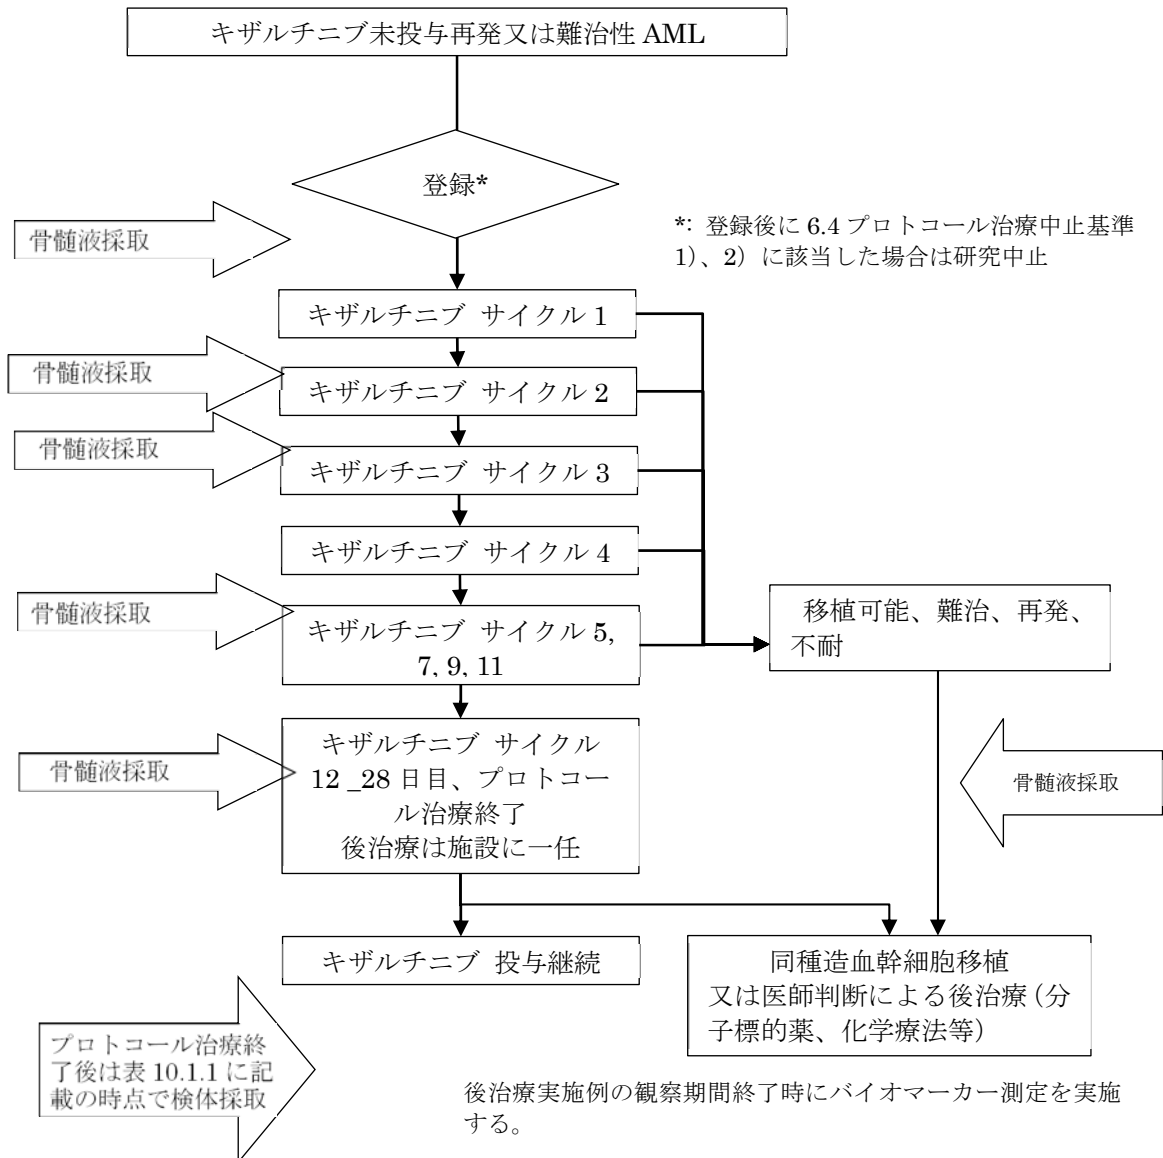 キザルチニブ未投与再発又は難治性 AML
登録*
骨髄液採取
*: 登録後に 6.4 プロトコール治療中止基準
1)、2) に該当した場合は研究中止
キザルチニブ サイクル 1
骨髄液採取
キザルチニブ サイクル 2
骨髄液採取
キザルチニブ サイクル 3
キザルチニブ サイクル 4
骨髄液採取
キザルチニブ サイクル 5,
7, 9, 11
移植可能、難治、再発、
不耐
骨髄液採取
キザルチニブ サイクル
12 _28 日目、プロトコー
ル治療終了
後治療は施設に一任
骨髄液採取
キザルチニブ 投与継続
同種造血幹細胞移植
又は医師判断による後治療（分
子標的薬、化学療法等）
プロトコール治療終
了後は表 10.1.1 に記
載の時点で検体採取
後治療実施例の観察期間終了時にバイオマーカー測定を実施
する。